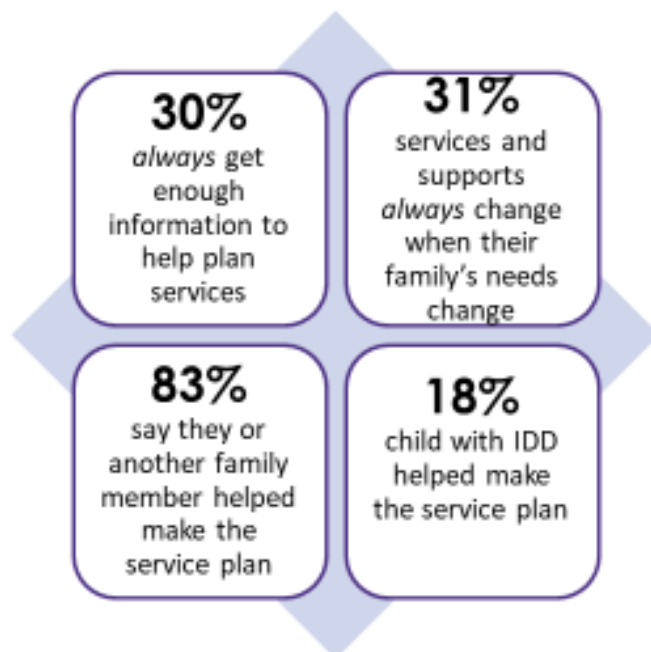 30%
always get
enough
information to
help plan
services
31%
services and
supports
always change
when their
family's needs
change
83%
say they or
another family
member helped
make the
service plan
18%
child with IDD
helped make
the service plan